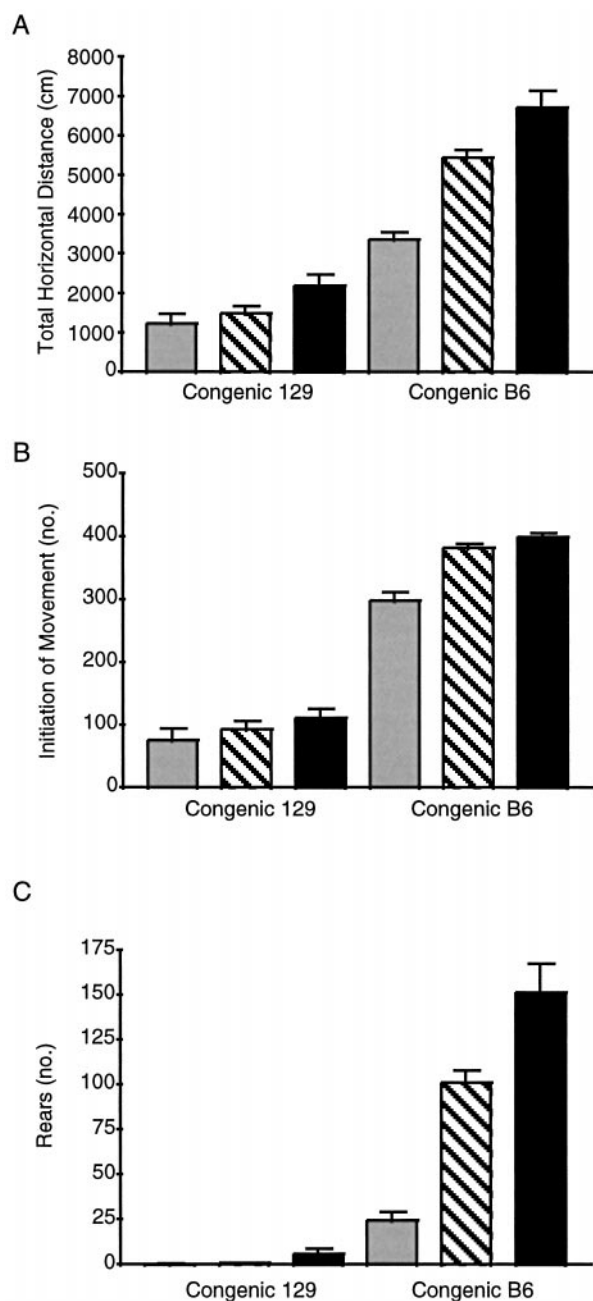 A
Total Horizontal Distance (cm)
8000
7000
6000
5000
4000
3000
2000
1000
0
Congenic 129 Congenic B6
B
Initiation of Movement (no.)
500
400
300
200
100
0
Congenic 129 Congenic B6
C
Rears (no.)
175
150
125
100
75
50
25
0
Congenic 129 Congenic B6